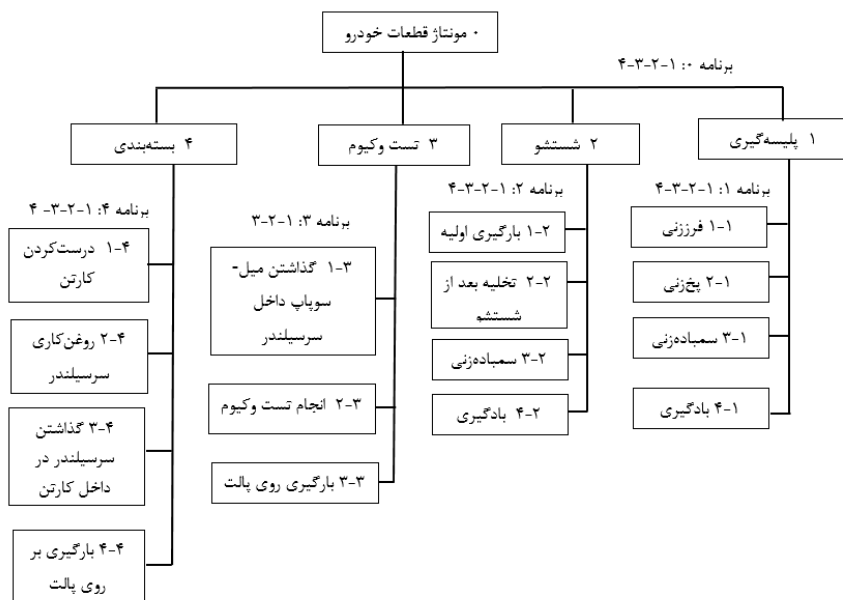 ۰ مونتاژ قطعات خودرو
برنامه ۰: ۱-۲-۳-۴
۱ پلیسه‌گیری
برنامه ۱: ۱-۲-۳-۴
۱-۱ فرززنی
۱-۲ پخ‌زنی
۱-۳ سمباده‌زنی
۱-۴ بادگیری
۲ شستشو
برنامه ۲: ۱-۲-۳-۴
۲-۱ بارگیری اولیه
۲-۲ تخلیه بعد از
شستشو
۲-۳ سمباده‌زنی
۲-۴ بادگیری
۳ تست وکیوم
برنامه ۳: ۱-۲-۳
۳-۱ گذاشتن میل-
سوپاپ داخل
سرسیلندر
۳-۲ انجام تست وکیوم
۳-۳ بارگیری روی پالت
۴ بسته‌بندی
برنامه ۴: ۱-۲-۳- ۴
۴-۱ درست‌کردن
کارتن
۴-۲ روغن‌کاری
سرسیلندر
۴-۳ گذاشتن
سرسیلندر در
داخل کارتن
۴-۴ بارگیری بر
روی پالت